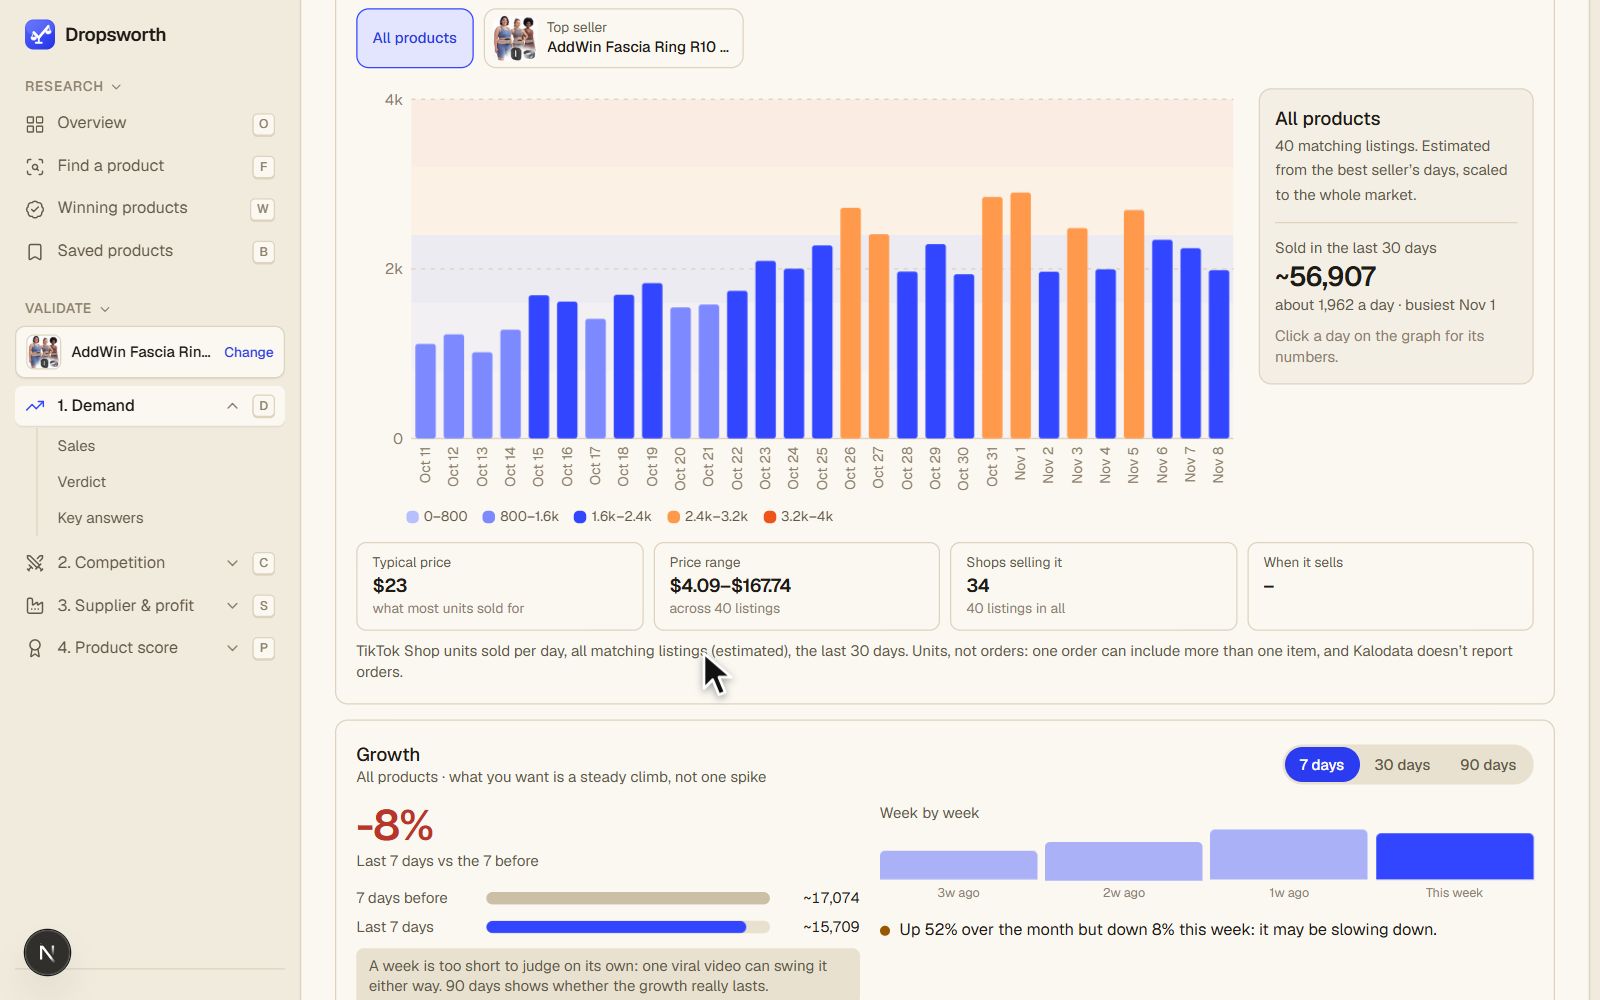 Dropsworth
RESEARCH
Overview
O
Find a product
F
Winning products
W
Saved products
B
VALIDATE
AddWin Fascia Rin...
Change
1. Demand
D
Sales
Verdict
Key answers
2. Competition
C
3. Supplier & profit
S
4. Product score
P
N
All products
Top seller
AddWin Fascia Ring R10 ...
4k
2k
0
Oct 11
Oct 12
Oct 13
Oct 14
Oct 15
Oct 16
Oct 17
Oct 18
Oct 19
Oct 20
Oct 21
Oct 22
Oct 23
Oct 24
Oct 25
Oct 26
Oct 27
Oct 28
Oct 29
Oct 30
Oct 31
Nov 1
Nov 2
Nov 3
Nov 4
Nov 5
Nov 6
Nov 7
Nov 8
0–800
800–1.6k
1.6k–2.4k
2.4k–3.2k
3.2k–4k
All products
40 matching listings. Estimated
from the best seller's days, scaled
to the whole market.
Sold in the last 30 days
~56,907
about 1,962 a day · busiest Nov 1
Click a day on the graph for its
numbers.
Typical price
$23
what most units sold for
Price range
$4.09–$167.74
across 40 listings
Shops selling it
34
40 listings in all
When it sells
–
TikTok Shop units sold per day, all matching listings (estimated), the last 30 days. Units, not orders: one order can include more than one item, and Kalodata doesn't report
orders.
Growth
All products · what you want is a steady climb, not one spike
7 days
30 days
90 days
-8%
Last 7 days vs the 7 before
7 days before
~17,074
Last 7 days
~15,709
A week is too short to judge on its own: one viral video can swing it
either way. 90 days shows whether the growth really lasts.
Week by week
3w ago
2w ago
1w ago
This week
Up 52% over the month but down 8% this week: it may be slowing down.